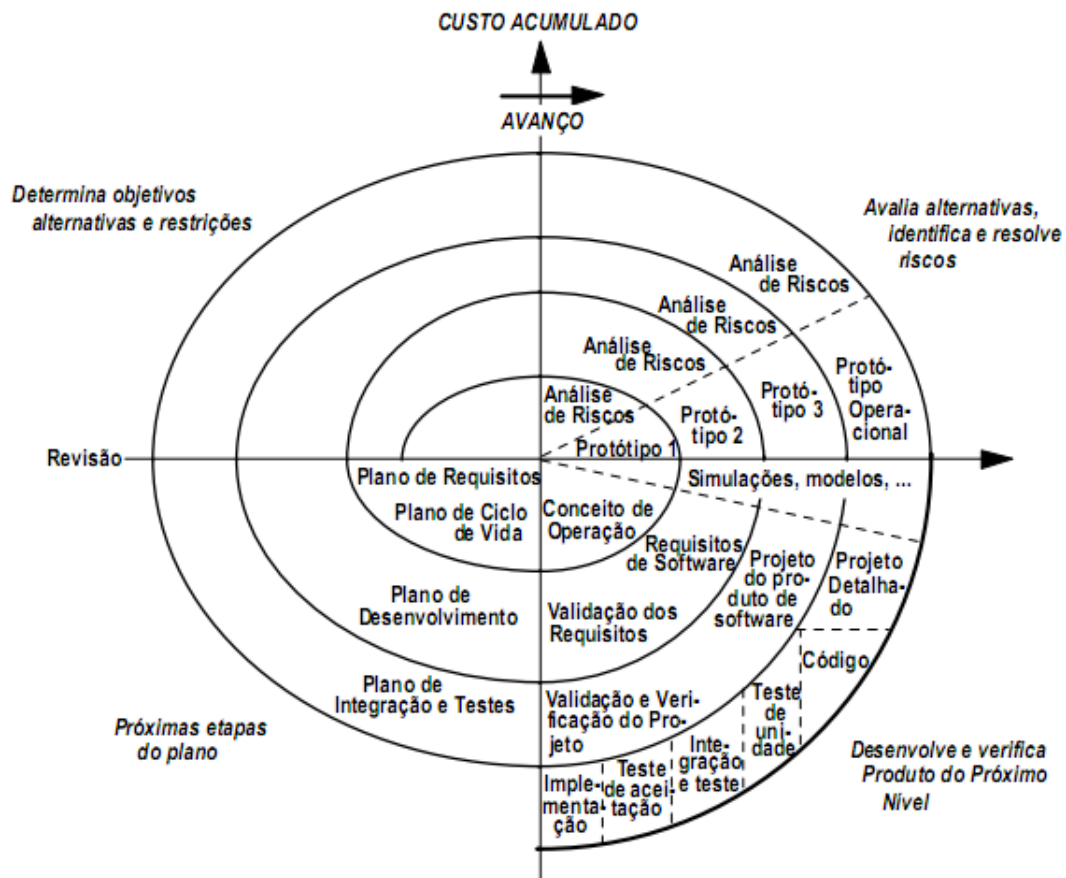 CUSTO ACUMULADO
AVANÇO
Determina objetivos
alternativas e restrições
Avalia alternativas,
identifica e resolve
riscos
Análise
de Riscos
Análise
de Riscos
Análise
de Riscos
Análise
de Riscos
Protó-
tipo
Opera-
cional
Protó-
tipo 3
Protó-
tipo 2
Protótipo 1
Revisão
Simulações, modelos, ...
Plano de Requisitos
Plano de Ciclo
de Vida
Conceito de
Operação
Requisitos
de Software
Projeto
do pro-
duto de
software
Projeto
Detalha-
do
Plano de
Desenvolvimento
Validação dos
Requisitos
Código
Plano de
Integração e Testes
Validação e Veri-
ficação do Pro-
jeto
Teste
de
uni-
dade
Inte-
gração
e teste
Teste
de acei-
tação
Imple-
menta-
ção
Próximas etapas
do plano
Desenvolve e verifica
Produto do Próximo
Nivel